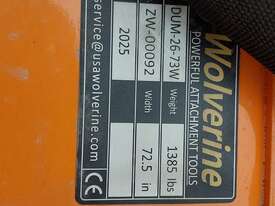 Wolverine
POWERFUL ATTACHMENT TOOLS
DUM-26-73W Weight 1385 lbs
ZW-00092 Width 72.5 in
2025
service@usawolverine.com CE